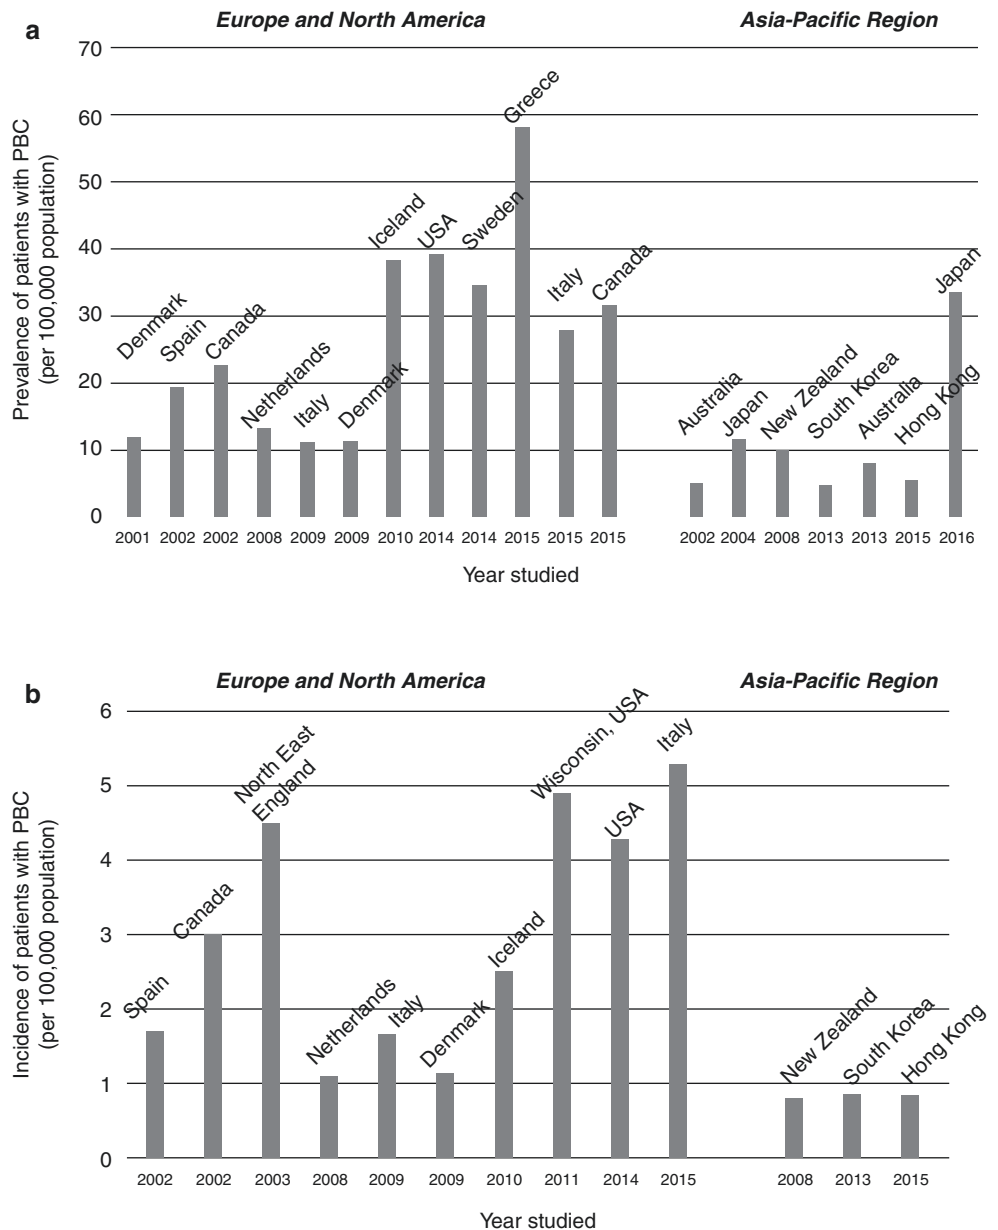 a
Europe and North America
Asia-Pacific Region
Prevalence of patients with PBC
(per 100,000 population)
70
60
50
40
30
20
10
0
Denmark
Spain
Canada
Netherlands
Italy
Denmark
Iceland
USA
Sweden
Greece
Italy
Canada
Australia
Japan
New Zealand
South Korea
Australia
Hong Kong
Japan
2001 2002 2002 2008 2009 2009 2010 2014 2014 2015 2015 2015 2002 2004 2008 2013 2013 2015 2016
Year studied
b
Europe and North America
Asia-Pacific Region
Incidence of patients with PBC
(per 100,000 population)
6
5
4
3
2
1
0
Spain
Canada
North East
England
Netherlands
Italy
Denmark
Iceland
Wisconsin, USA
USA
Italy
New Zealand
South Korea
Hong Kong
2002 2002 2003 2008 2009 2009 2010 2011 2014 2015 2008 2013 2015
Year studied